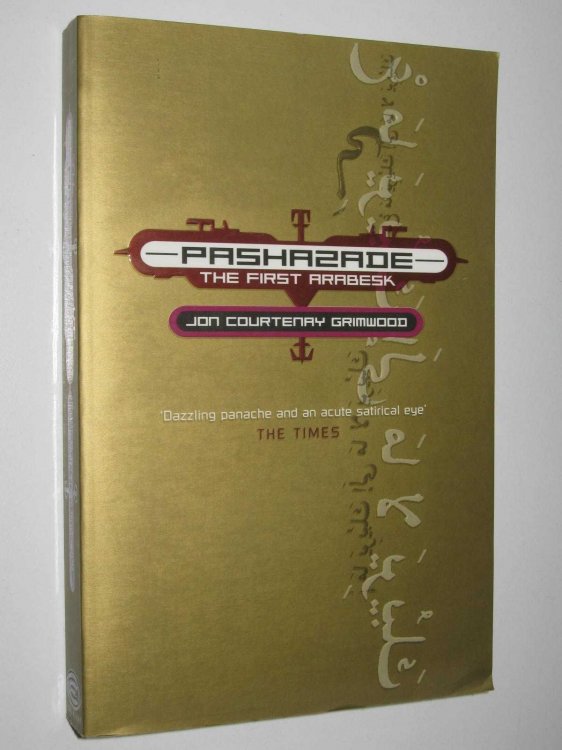 PASHAZADE
THE FIRST ARABESK
JON COURTENAY GRIMWOOD
'Dazzling panache and an acute satirical eye'
THE TIMES